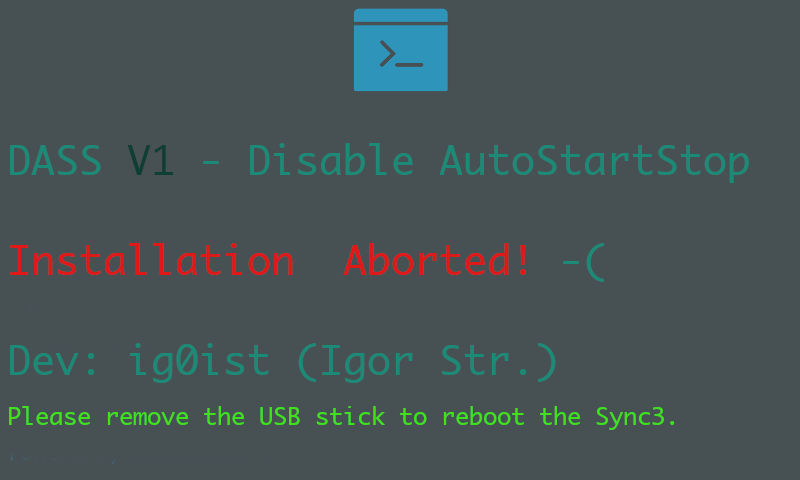 DASS V1 - Disable AutoStartStop
Installation  Aborted! -(
Dev: ig0ist (Igor Str.)
Please remove the USB stick to reboot the Sync3.